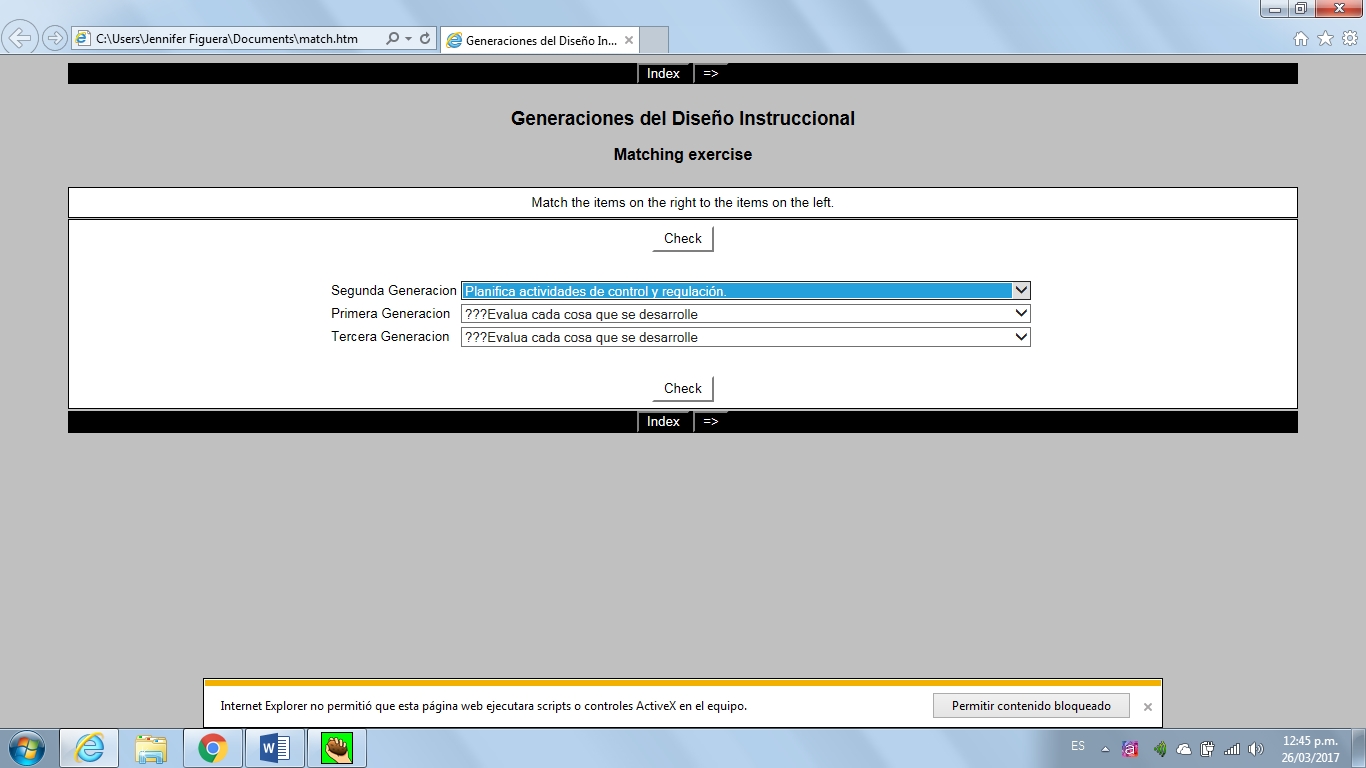 C:\Users\Jennifer Figuera\Documents\match.htm
Generaciones del Diseño In...
Index =>
Generaciones del Diseño Instruccional
Matching exercise
Match the items on the right to the items on the left.
Check
Segunda Generacion Planifica actividades de control y regulación.
Primera Generacion ???Evalua cada cosa que se desarrolle
Tercera Generacion ???Evalua cada cosa que se desarrolle
Check
Index =>
Internet Explorer no permitió que esta página web ejecutara scripts o controles ActiveX en el equipo.
Permitir contenido bloqueado
ES
12:45 p.m.
26/03/2017